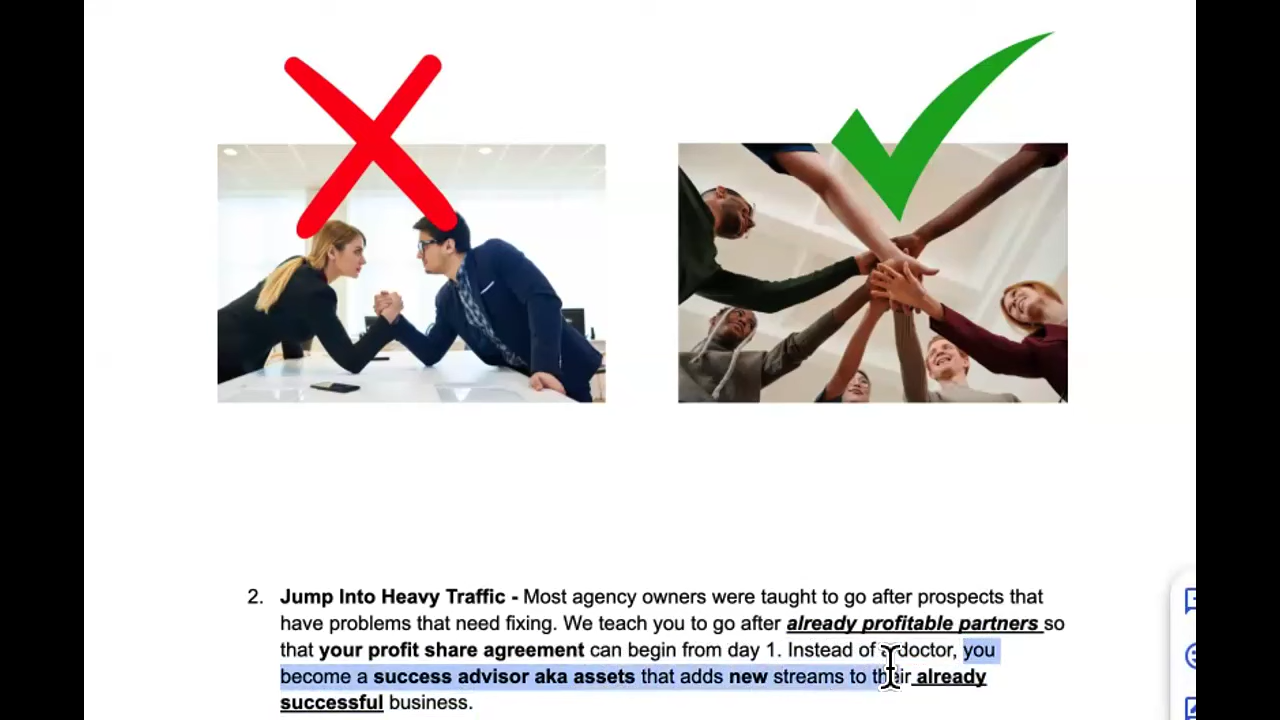 2. Jump Into Heavy Traffic - Most agency owners were taught to go after prospects that
have problems that need fixing. We teach you to go after already profitable partners so
that your profit share agreement can begin from day 1. Instead of a doctor, you
become a success advisor aka assets that adds new streams to their already
successful business.